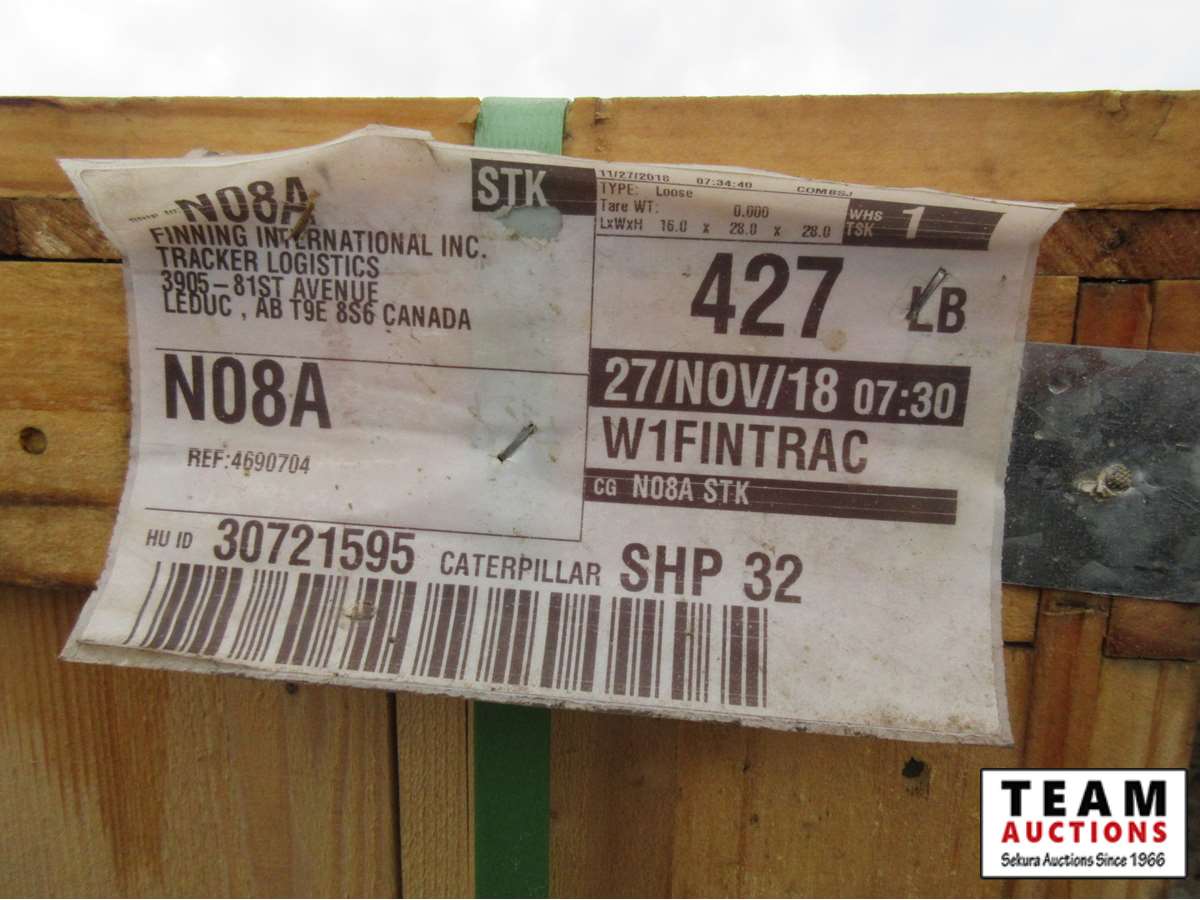 SHP to: N08A
FINNING INTERNATIONAL INC.
TRACKER LOGISTICS
3905-81ST AVENUE
LEDUC , AB T9E 8S6 CANADA
STK
11/27/2018 07:34:40 COMBSJ
TYPE: Loose
Tare WT: 0.000
LxWxH 16.0 x 28.0 x 28.0
WHS TSK 1
427 LB
N08A
REF:4690704
27/NOV/18 07:30
W1FINTRAC
CG N08A STK
HU ID 30721595 CATERPILLAR SHP 32
TEAM
AUCTIONS
Sekura Auctions Since 1966